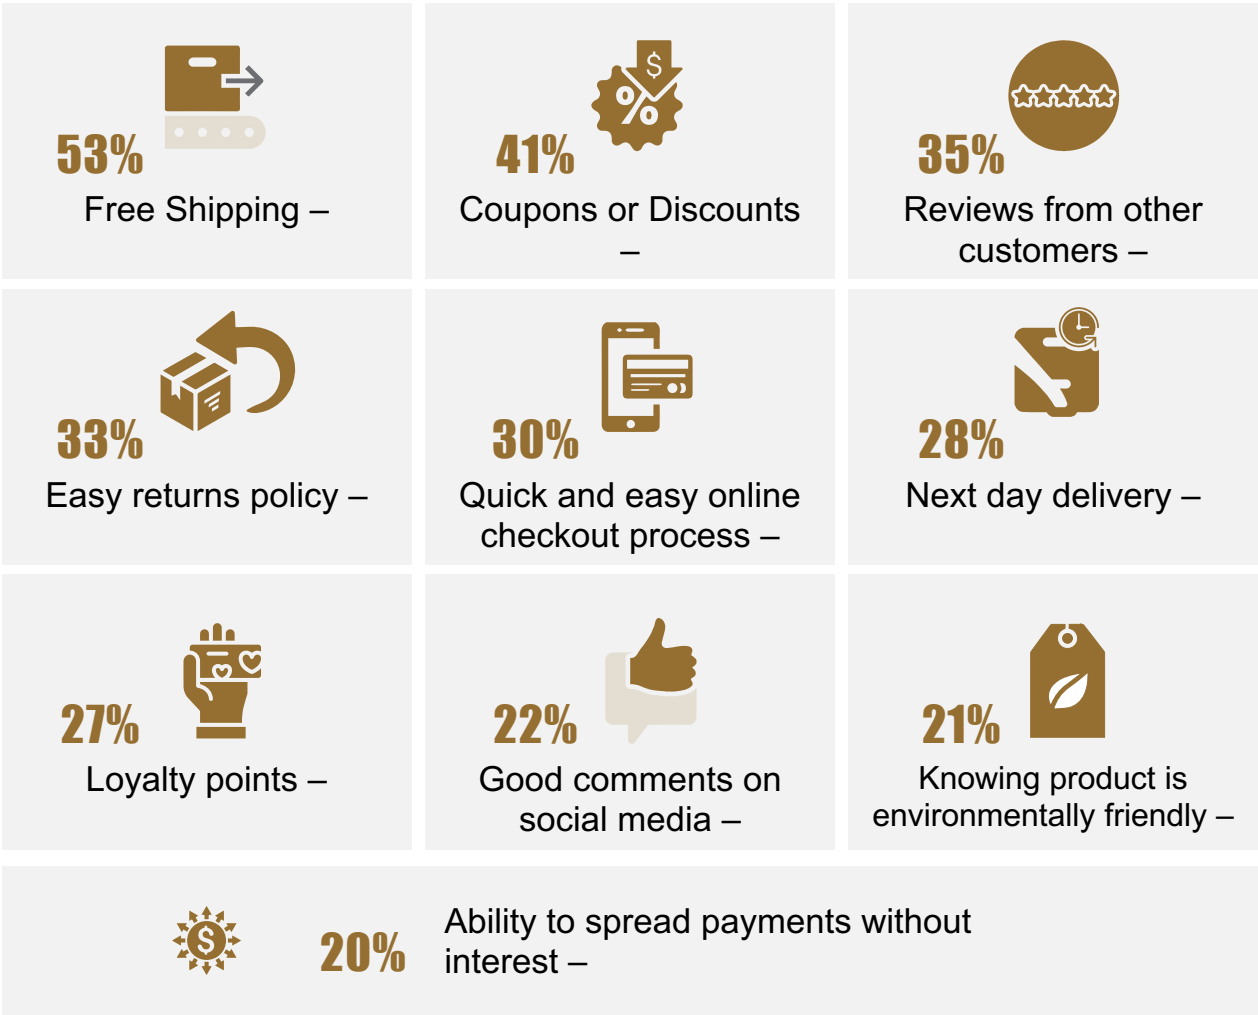 53%
Free Shipping –
41%
Coupons or Discounts
–
35%
Reviews from other
customers –
33%
Easy returns policy –
30%
Quick and easy online
checkout process –
28%
Next day delivery –
27%
Loyalty points –
22%
Good comments on
social media –
21%
Knowing product is
environmentally friendly –
20%
Ability to spread payments without
interest –